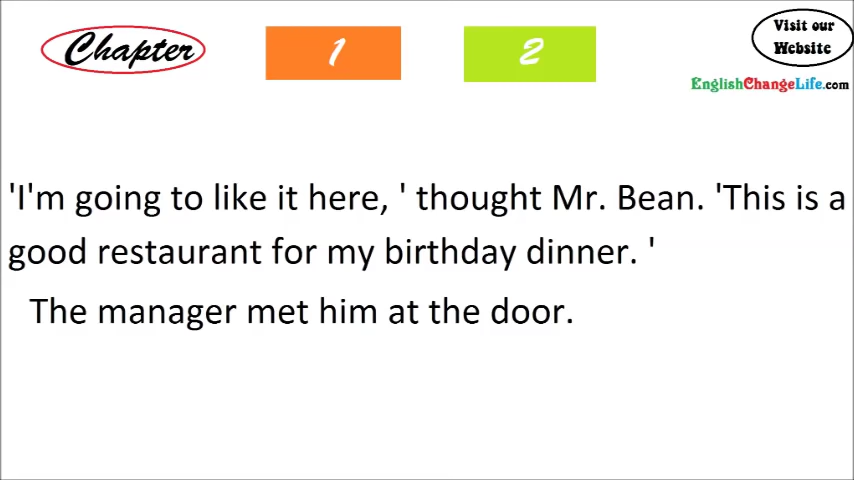 Chapter
1
2
Visit our
Website
EnglishChangeLife.com
'I'm going to like it here, ' thought Mr. Bean. 'This is a
good restaurant for my birthday dinner. '
The manager met him at the door.